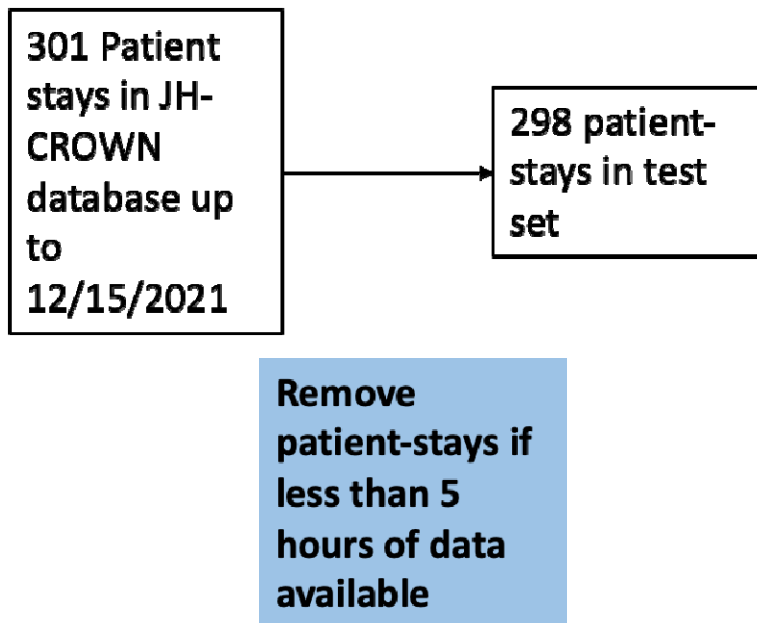 301 Patient
stays in JH-
CROWN
database up
to
12/15/2021
298 patient-
stays in test
set
Remove
patient-stays if
less than 5
hours of data
available